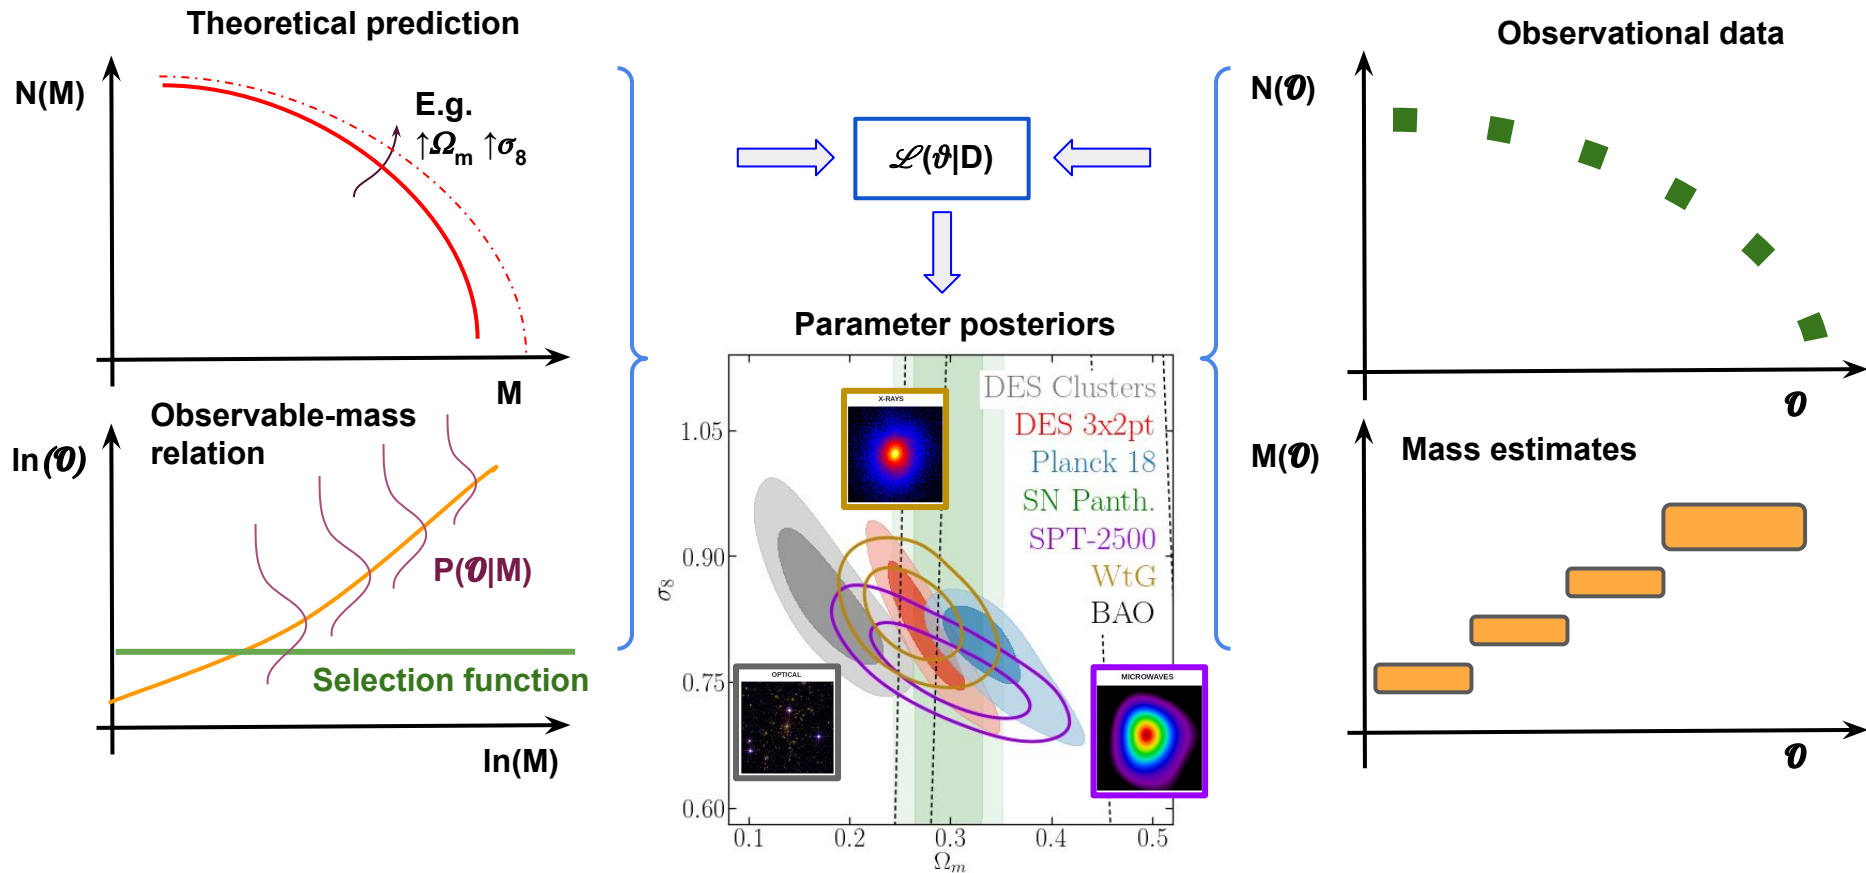 Theoretical prediction
N(M)
E.g.
↑Ωm ↑σ8
M
Observable-mass
relation
ln(𝒪)
P(𝒪|M)
Selection function
ln(M)
ℒ(ϑ|D)
Parameter posteriors
DES Clusters
DES 3x2pt
Planck 18
SN Panth.
SPT-2500
WtG
BAO
X-RAYS
OPTICAL
MICROWAVES
σ8
1.05
0.90
0.75
0.60
0.1 0.2 0.3 0.4 0.5
Ωm
Observational data
N(𝒪)
𝒪
M(𝒪)
Mass estimates
𝒪